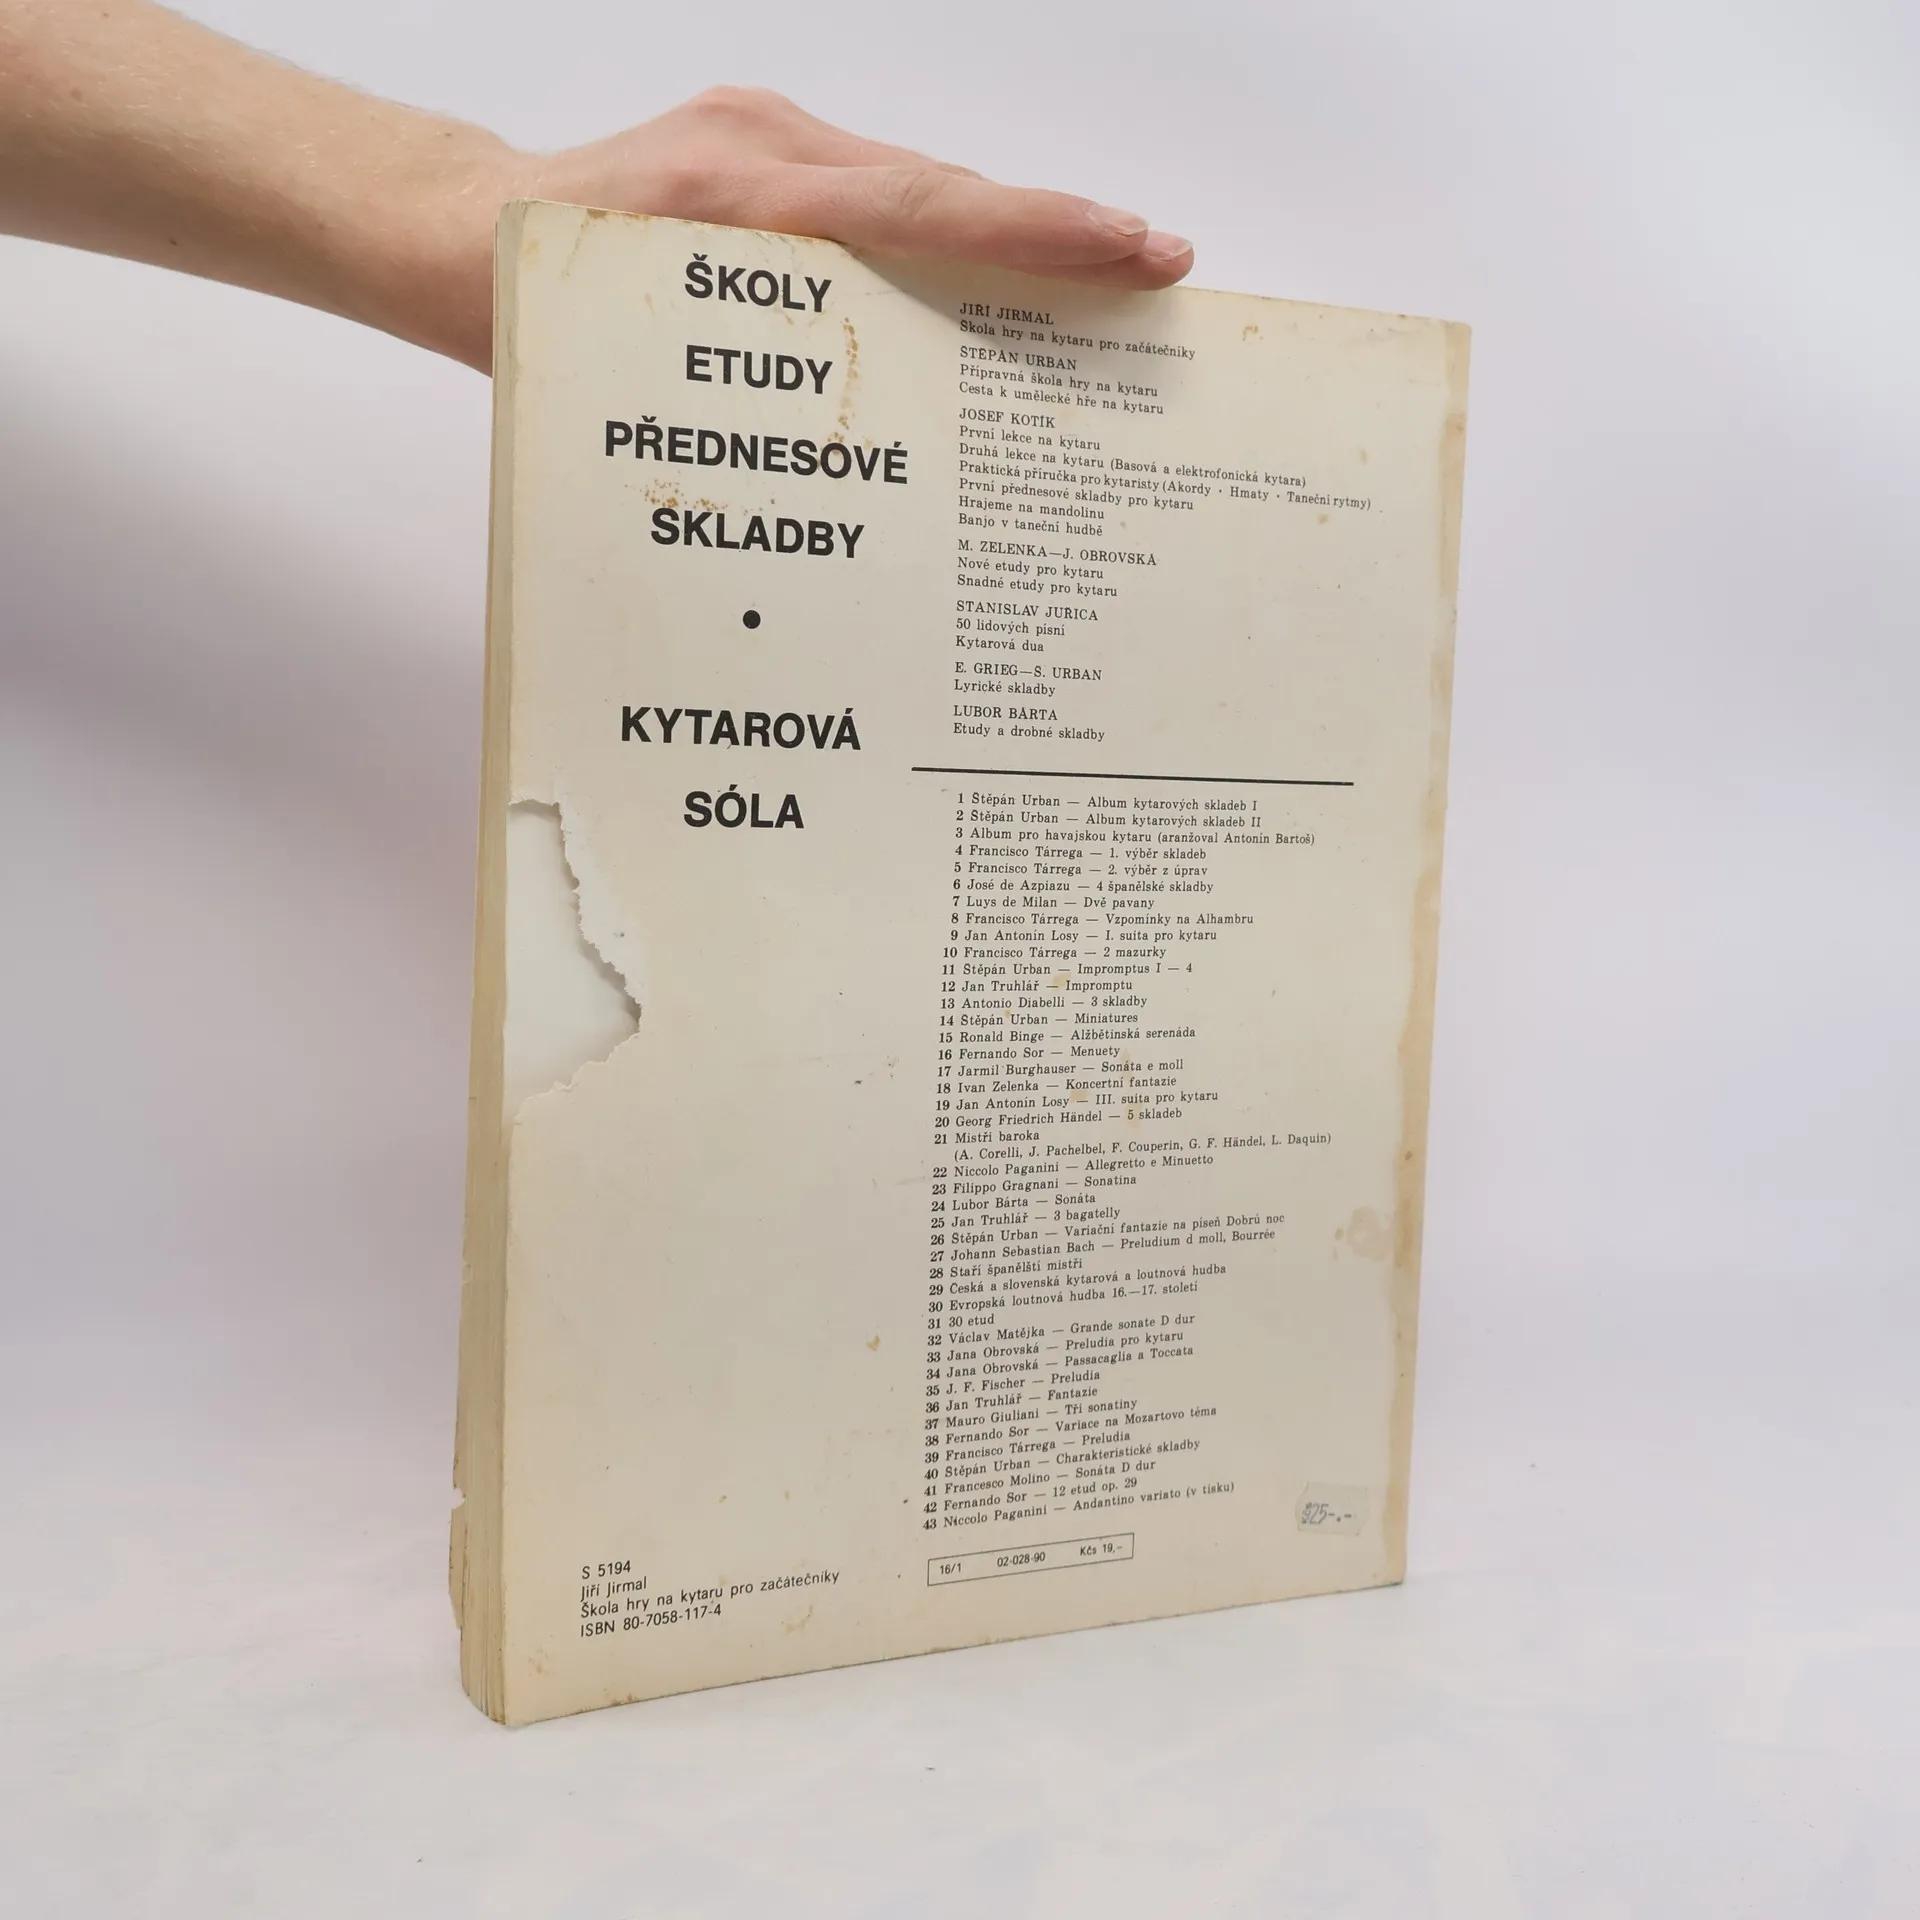 ŠKOLY
ETUDY
PŘEDNESOVÉ
SKLADBY
•
KYTAROVÁ
SÓLA
JIŘÍ JIRMAL
Škola hry na kytaru pro začátečníky
ŠTĚPÁN URBAN
Přípravná škola hry na kytaru
Cesta k umělecké hře na kytaru
JOSEF KOTÍK
První lekce na kytaru
Druhá lekce na kytaru (Basová a elektrofonická kytara)
Praktická příručka pro kytaristy (Akordy · Hmaty · Taneční rytmy)
První přednesové skladby pro kytaru
Hrajeme na mandolínu
Banjo v taneční hudbě
M. ZELENKA—J. OBROVSKÁ
Nové etudy pro kytaru
Snadné etudy pro kytaru
STANISLAV JUŘICA
50 lidových písní
Kytarová dua
E. GRIEG—S. URBAN
Lyrické skladby
LUBOR BÁRTA
Etudy a drobné skladby
1 Štěpán Urban — Album kytarových skladeb I
2 Štěpán Urban — Album kytarových skladeb II
3 Album pro havajskou kytaru (aranžoval Antonín Bartoš)
4 Francisco Tárrega — 1. výběr skladeb
5 Francisco Tárrega — 2. výběr z úprav
6 José de Azpiazu — 4 španělské skladby
7 Luys de Milan — Dvě pavany
8 Francisco Tárrega — Vzpomínky na Alhambru
9 Jan Antonín Losy — I. suita pro kytaru
10 Francisco Tárrega — 2 mazurky
11 Štěpán Urban — Impromptus I — 4
12 Jan Truhlář — Impromptu
13 Antonio Diabelli — 3 skladby
14 Štěpán Urban — Miniatures
15 Ronald Binge — Alžbětinská serenáda
16 Fernando Sor — Menuety
17 Jarmil Burghauser — Sonáta e moll
18 Ivan Zelenka — Koncertní fantazie
19 Jan Antonín Losy — III. suita pro kytaru
20 Georg Friedrich Händel — 5 skladeb
21 Mistři baroka
(A. Corelli, J. Pachelbel, F. Couperin, G. F. Händel, L. Daquin)
22 Niccolo Paganini — Allegretto e Minuetto
23 Filippo Gragnani — Sonatina
24 Lubor Bárta — Sonáta
25 Jan Truhlář — 3 bagatelly
26 Štěpán Urban — Variační fantazie na píseň Dobrú noc
27 Johann Sebastian Bach — Preludium d moll, Bourrée
28 Staří španělští mistři
29 Česká a slovenská kytarová a loutnová hudba
30 Evropská loutnová hudba 16.—17. století
31 30 etud
32 Václav Matějka — Grande sonate D dur
33 Jana Obrovská — Preludia pro kytaru
34 Jana Obrovská — Passacaglia a Toccata
35 J. F. Fischer — Preludia
36 Jan Truhlář — Fantazie
37 Mauro Giuliani — Tři sonatiny
38 Fernando Sor — Variace na Mozartovo téma
39 Francisco Tárrega — Preludia
40 Štěpán Urban — Charakteristické skladby
41 Francesco Molino — Sonáta D dur
42 Fernando Sor — 12 etud op. 29
43 Niccolo Paganini — Andantino variato (v tisku)
16/1 02-028-90 Kčs 19,–
S 5194
Jiří Jirmal
Škola hry na kytaru pro začátečníky
ISBN 80-7058-117-4